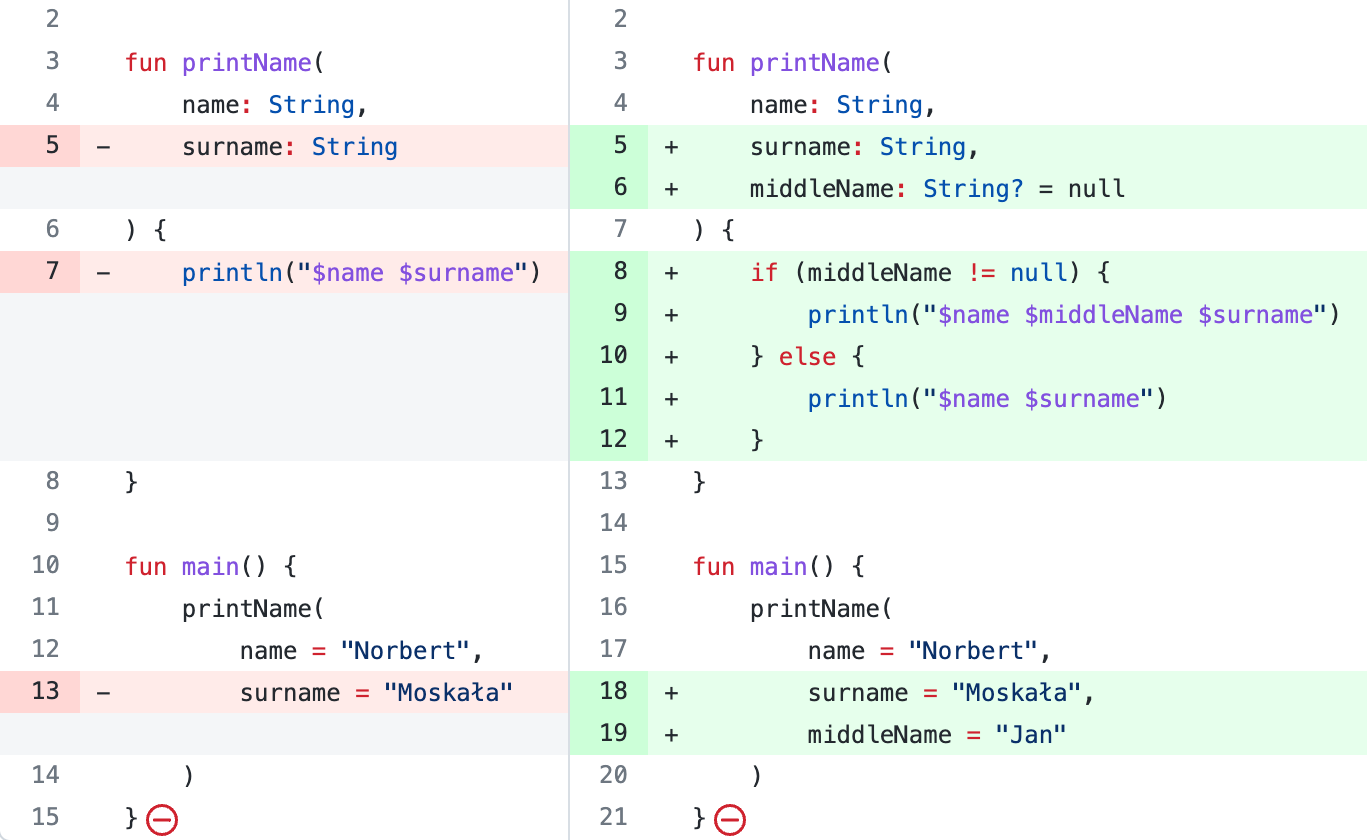 2
3 fun printName(
4     name: String,
5 -     surname: String
6 ) {
7 -     println("$name $surname")
8 }
9
10 fun main() {
11     printName(
12         name = "Norbert",
13 -         surname = "Moskała"
14     )
15 }
2
3 fun printName(
4     name: String,
5 +     surname: String,
6 +     middleName: String? = null
7 ) {
8 +     if (middleName != null) {
9 +         println("$name $middleName $surname")
10 +     } else {
11 +         println("$name $surname")
12 +     }
13 }
14
15 fun main() {
16     printName(
17         name = "Norbert",
18 +         surname = "Moskała",
19 +         middleName = "Jan"
20     )
21 }